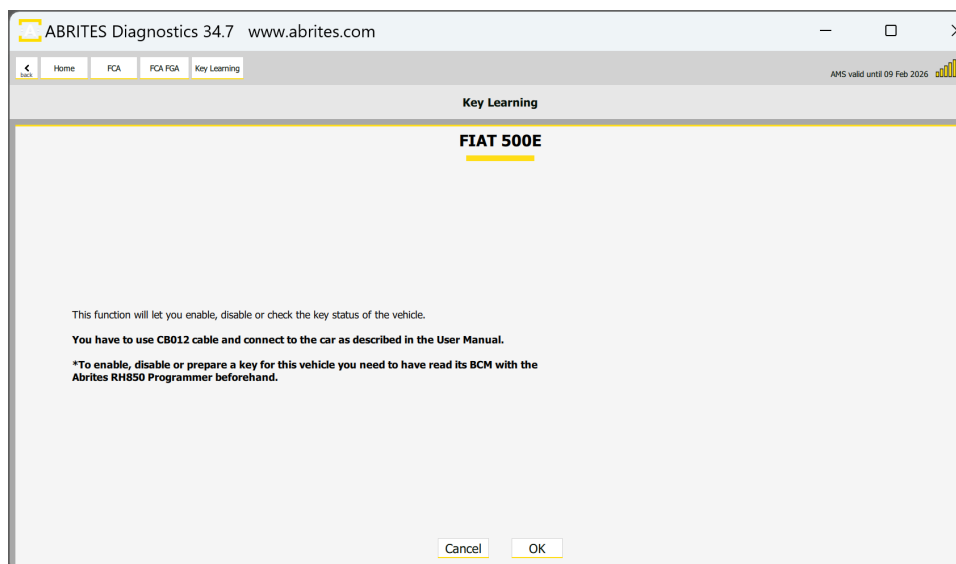 ABRITES Diagnostics 34.7 www.abrites.com
back
Home
FCA
FCA FGA
Key Learning
AMS valid until 09 Feb 2026
Key Learning
FIAT 500E
This function will let you enable, disable or check the key status of the vehicle.
You have to use CB012 cable and connect to the car as described in the User Manual.
*To enable, disable or prepare a key for this vehicle you need to have read its BCM with the
Abrites RH850 Programmer beforehand.
Cancel
OK